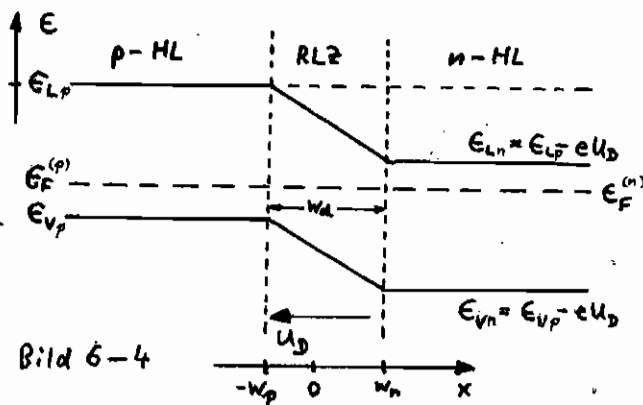 ϵ
p-HL RLZ n-HL
ϵ_Lp
ϵ_Ln = ϵ_Lp - eU_D
ϵ_F^(p)
ϵ_F^(n)
ϵ_Vp
w_d
ϵ_Vn = ϵ_Vp - eU_D
U_D
Bild 6-4
-w_p 0 w_n x